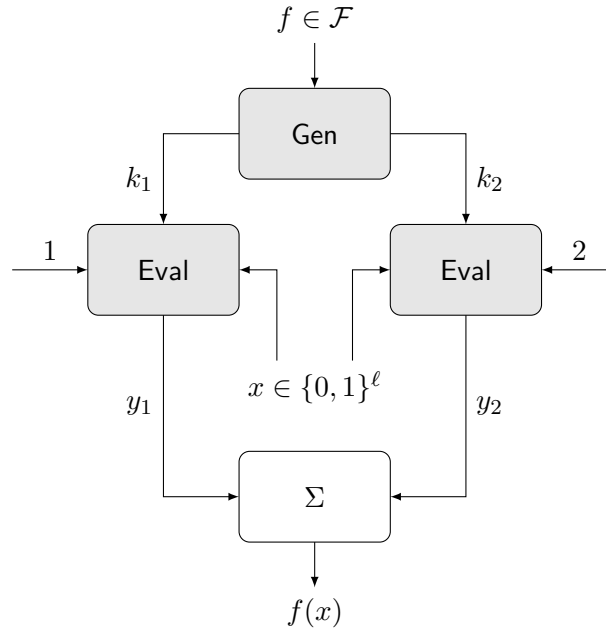 f ∈ ℱ
Gen
k₁ k₂
1 Eval Eval 2
x ∈ {0, 1}^ℓ
y₁ y₂
Σ
f(x)